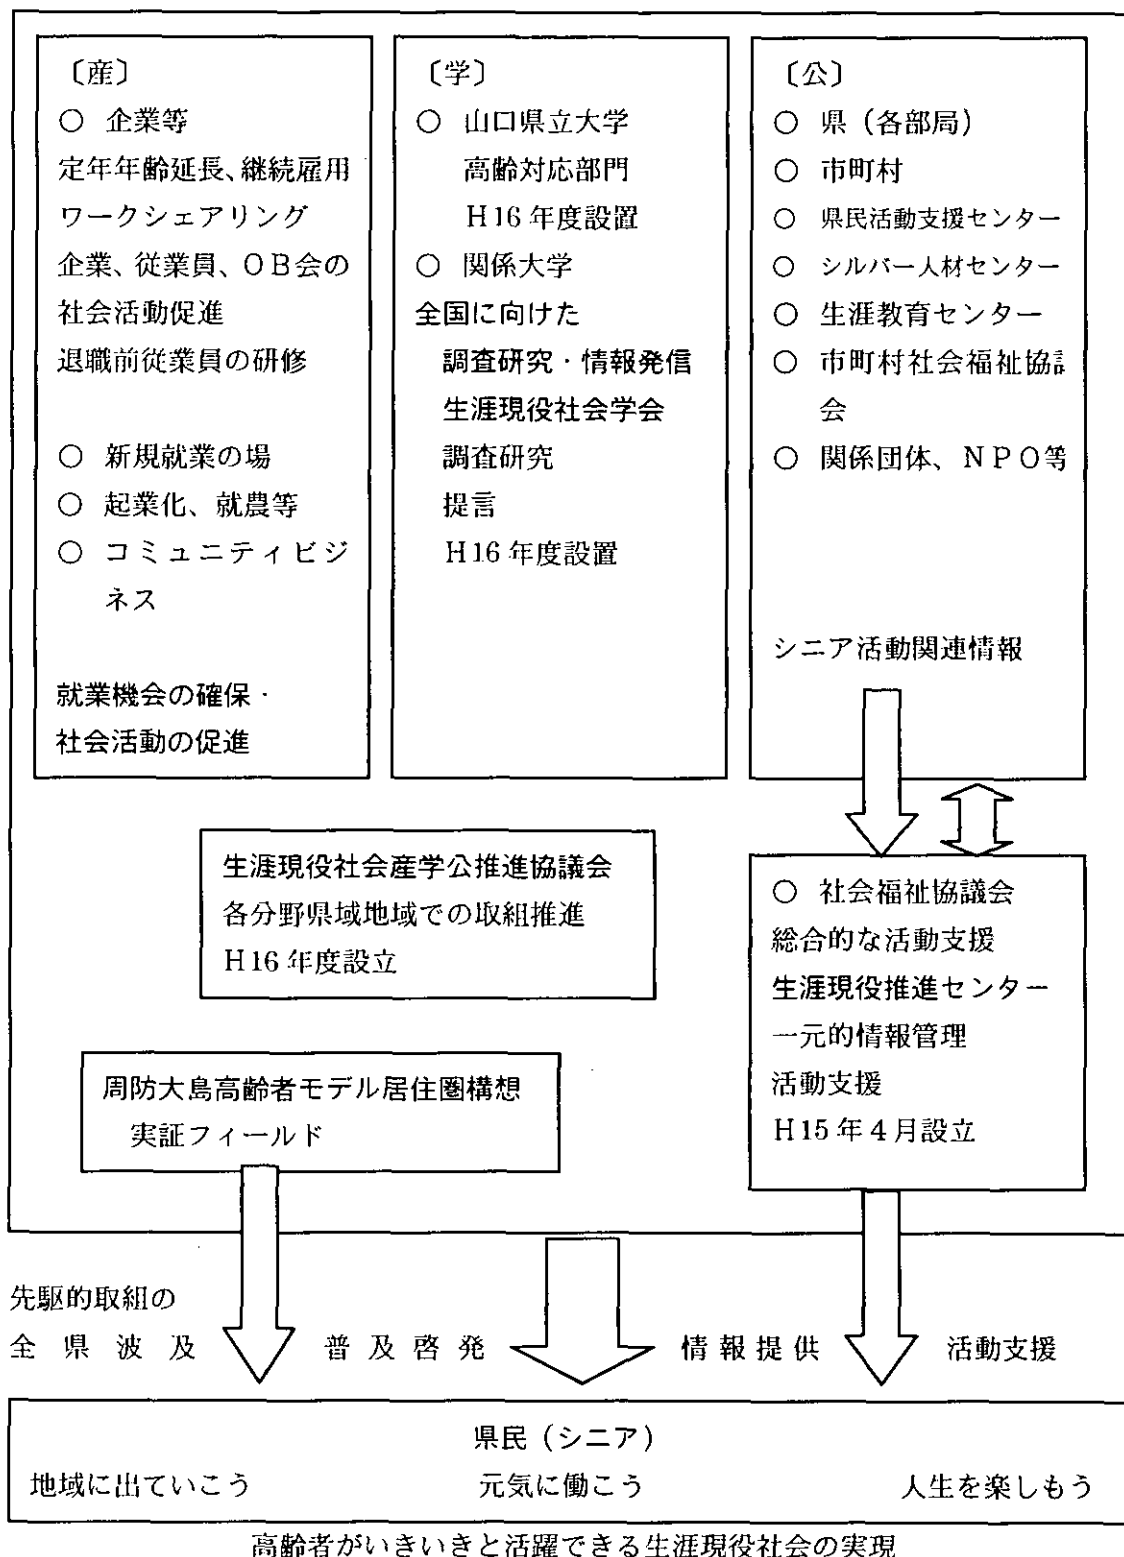 〔産〕
○ 企業等
定年年齢延長、継続雇用
ワークシェアリング
企業、従業員、ＯＢ会の
社会活動促進
退職前従業員の研修
○ 新規就業の場
○ 起業化、就農等
○ コミュニティビジ
ネス
就業機会の確保・
社会活動の促進
〔学〕
○ 山口県立大学
高齢対応部門
Ｈ16 年度設置
○ 関係大学
全国に向けた
調査研究・情報発信
生涯現役社会学会
調査研究
提言
Ｈ16 年度設置
〔公〕
○ 県（各部局）
○ 市町村
○ 県民活動支援センター
○ シルバー人材センター
○ 生涯教育センター
○ 市町村社会福祉協議
会
○ 関係団体、ＮＰＯ等
シニア活動関連情報
生涯現役社会産学公推進協議会
各分野県域地域での取組推進
Ｈ16 年度設立
○ 社会福祉協議会
総合的な活動支援
生涯現役推進センター
一元的情報管理
活動支援
Ｈ15 年 4 月設立
周防大島高齢者モデル居住圏構想
実証フィールド
先駆的取組の
全県波及 普及啓発 情報提供 活動支援
県民（シニア）
地域に出ていこう 元気に働こう 人生を楽しもう
高齢者がいきいきと活躍できる生涯現役社会の実現